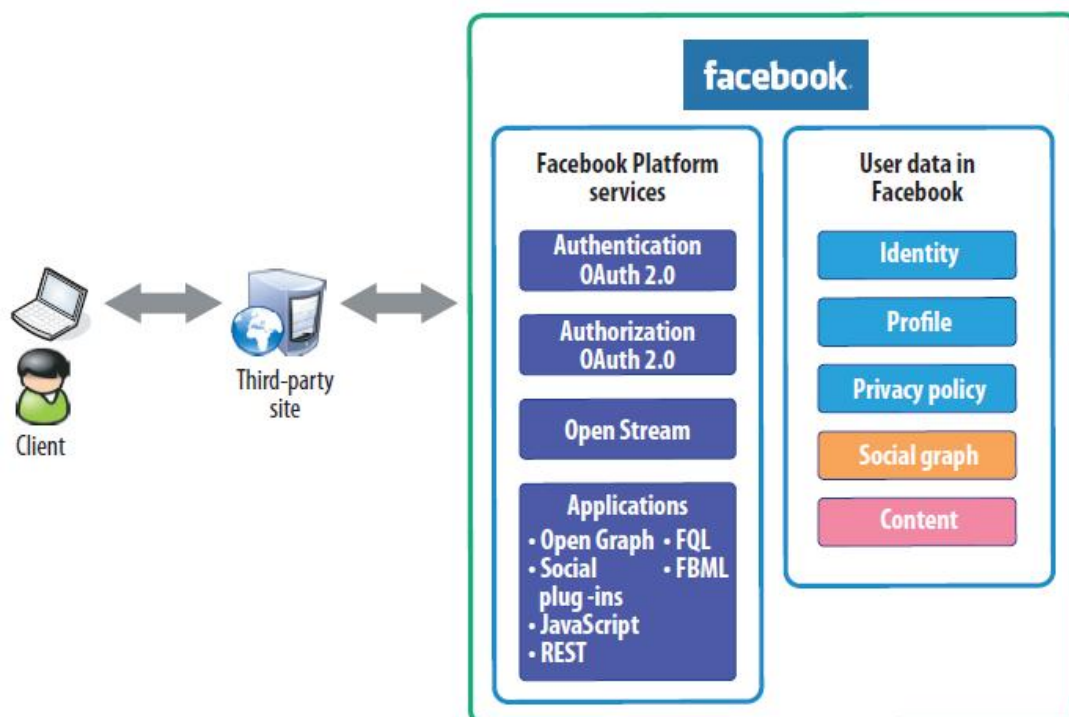 facebook.
Facebook Platform
services
Authentication
OAuth 2.0
Authorization
OAuth 2.0
Open Stream
Applications
• Open Graph • FQL
• Social • FBML
plug -ins
• JavaScript
• REST
User data in
Facebook
Identity
Profile
Privacy policy
Social graph
Content
Third-party
site
Client